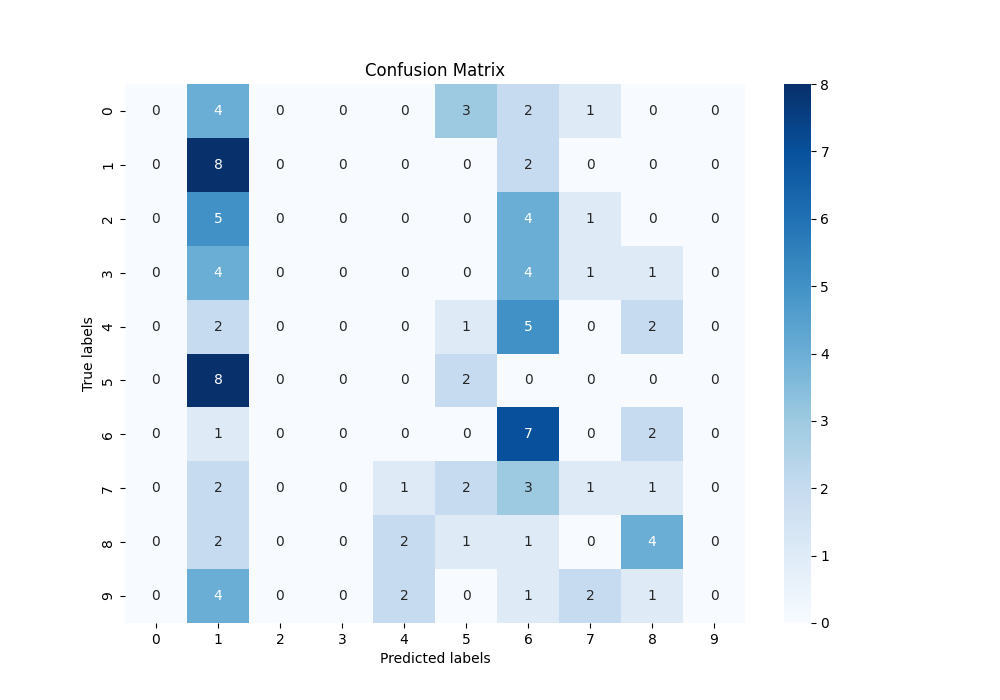 Confusion Matrix
0 0 4 0 0 0 3 2 1 0 0
1 0 8 0 0 0 0 2 0 0 0
2 0 5 0 0 0 0 4 1 0 0
3 0 4 0 0 0 0 4 1 1 0
4 0 2 0 0 0 1 5 0 2 0
5 0 8 0 0 0 2 0 0 0 0
6 0 1 0 0 0 0 7 0 2 0
7 0 2 0 0 1 2 3 1 1 0
8 0 2 0 0 2 1 1 0 4 0
9 0 4 0 0 2 0 1 2 1 0
0 1 2 3 4 5 6 7 8 9
Predicted labels
True labels
8
7
6
5
4
3
2
1
0